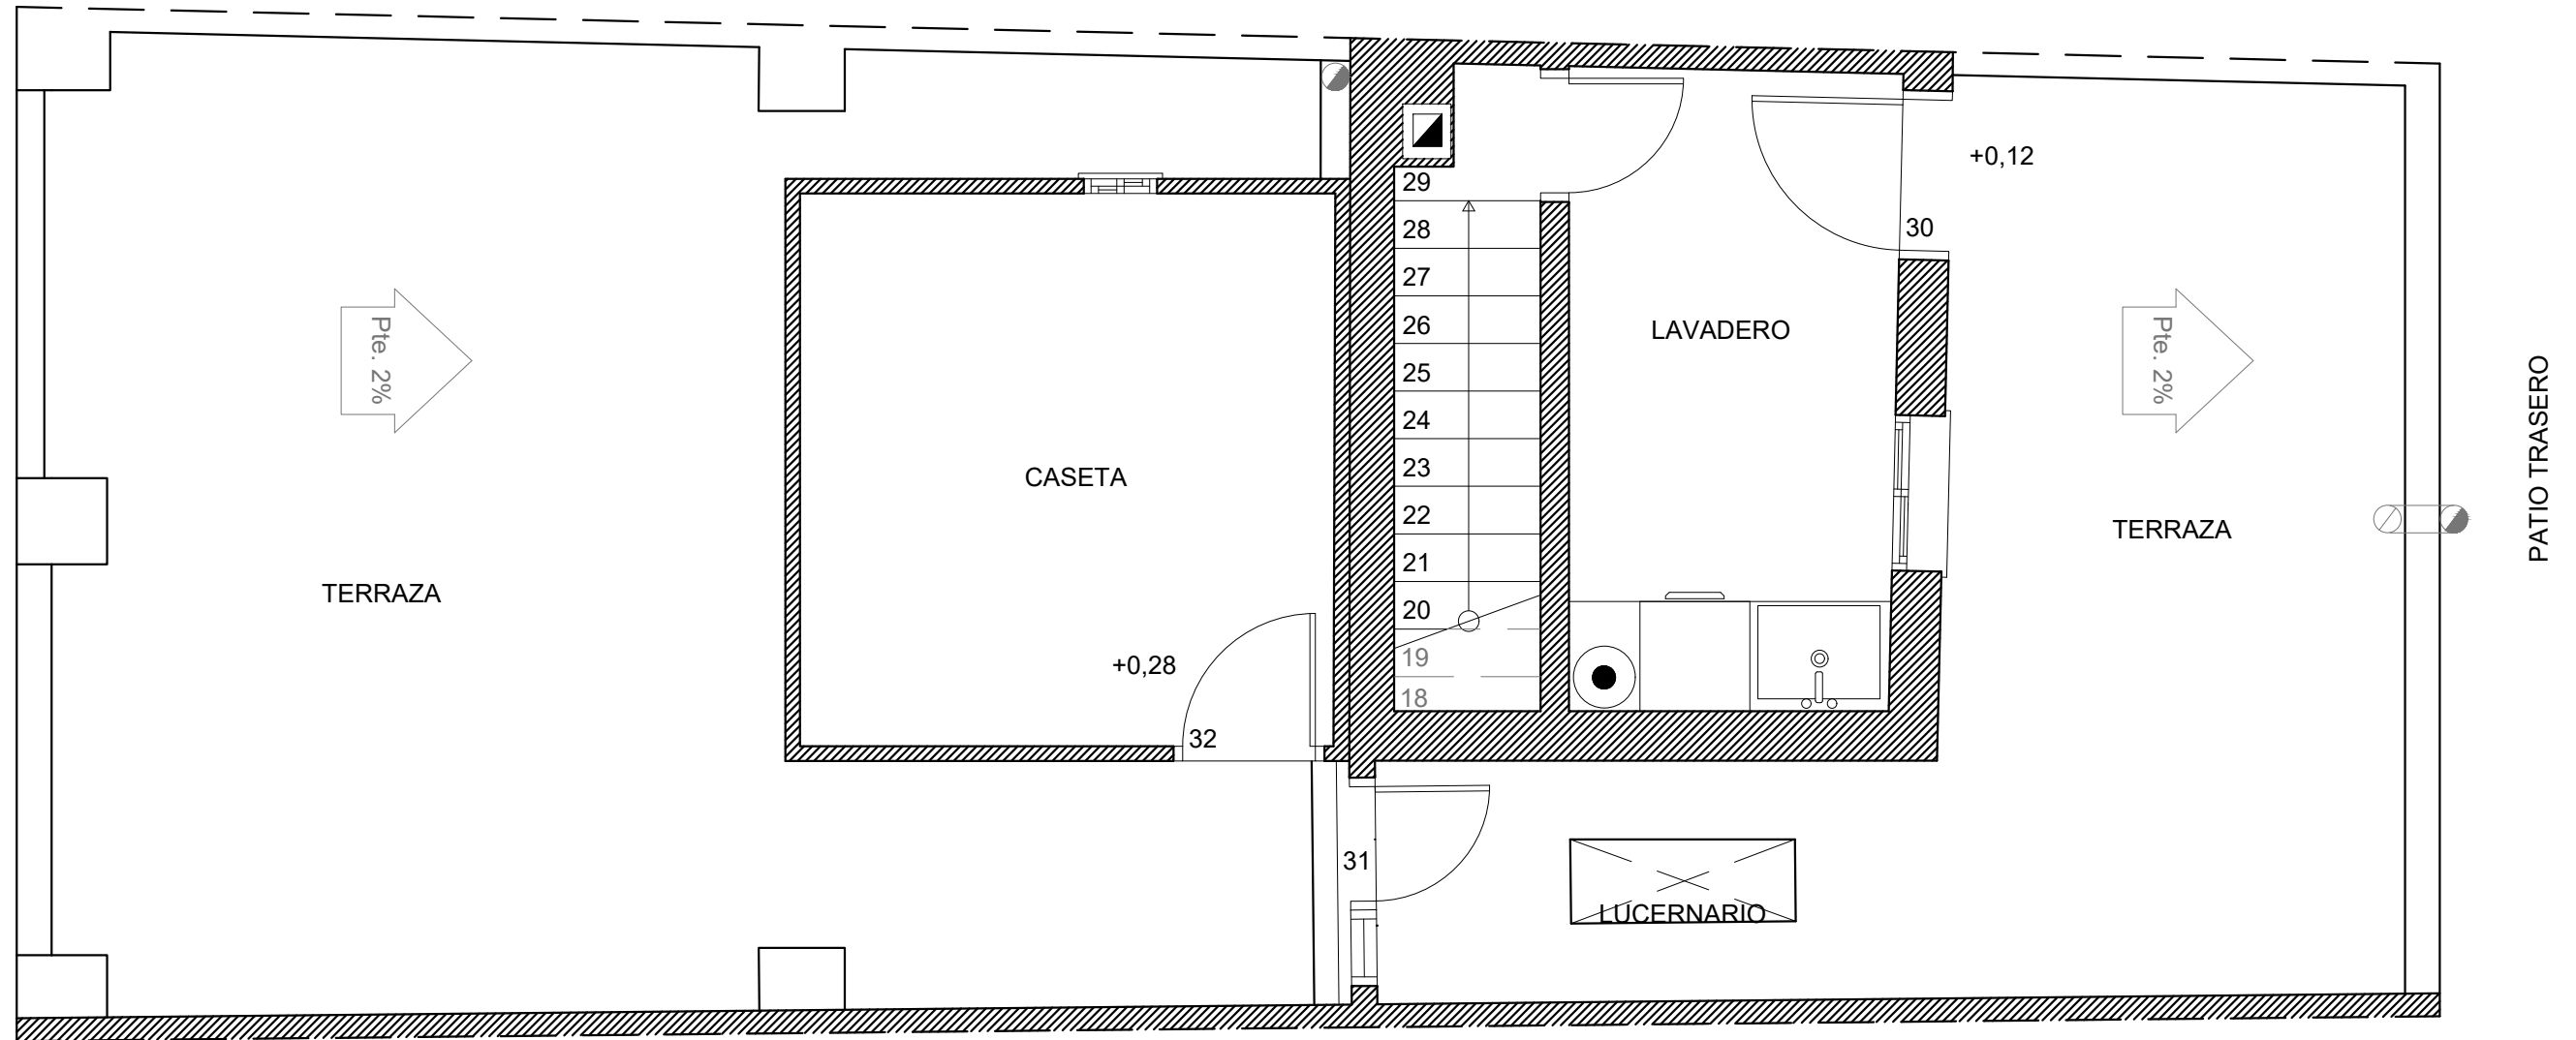 +0,12
29
28
27
26
25
24
23
22
21
20
19
18
30
Pte. 2%
Pte. 2%
LAVADERO
CASETA
TERRAZA
TERRAZA
PATIO TRASERO
+0,28
32
31
LUCERNARIO